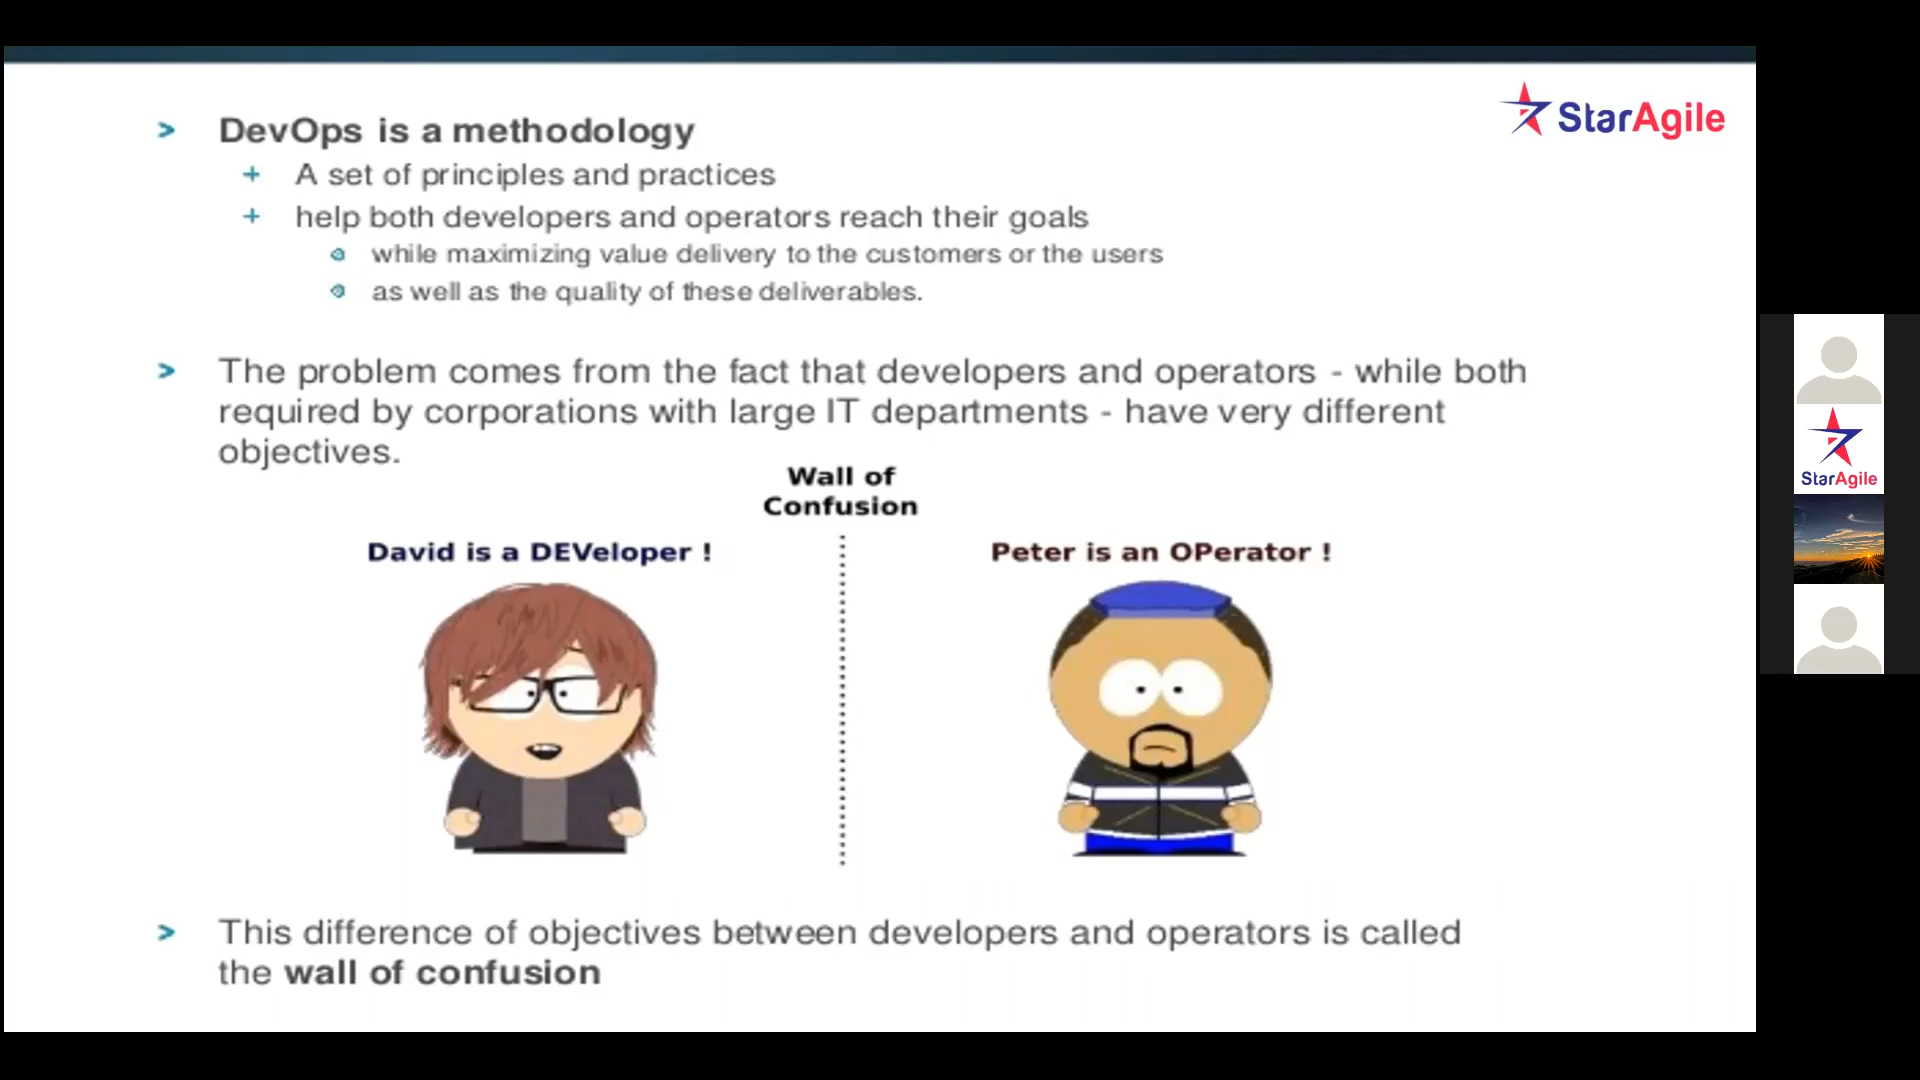 StarAgile
> DevOps is a methodology
+ A set of principles and practices
+ help both developers and operators reach their goals
while maximizing value delivery to the customers or the users
as well as the quality of these deliverables.
> The problem comes from the fact that developers and operators - while both
required by corporations with large IT departments - have very different
objectives.
Wall of
Confusion
David is a DEVeloper !
Peter is an OPerator !
> This difference of objectives between developers and operators is called
the wall of confusion
StarAgile